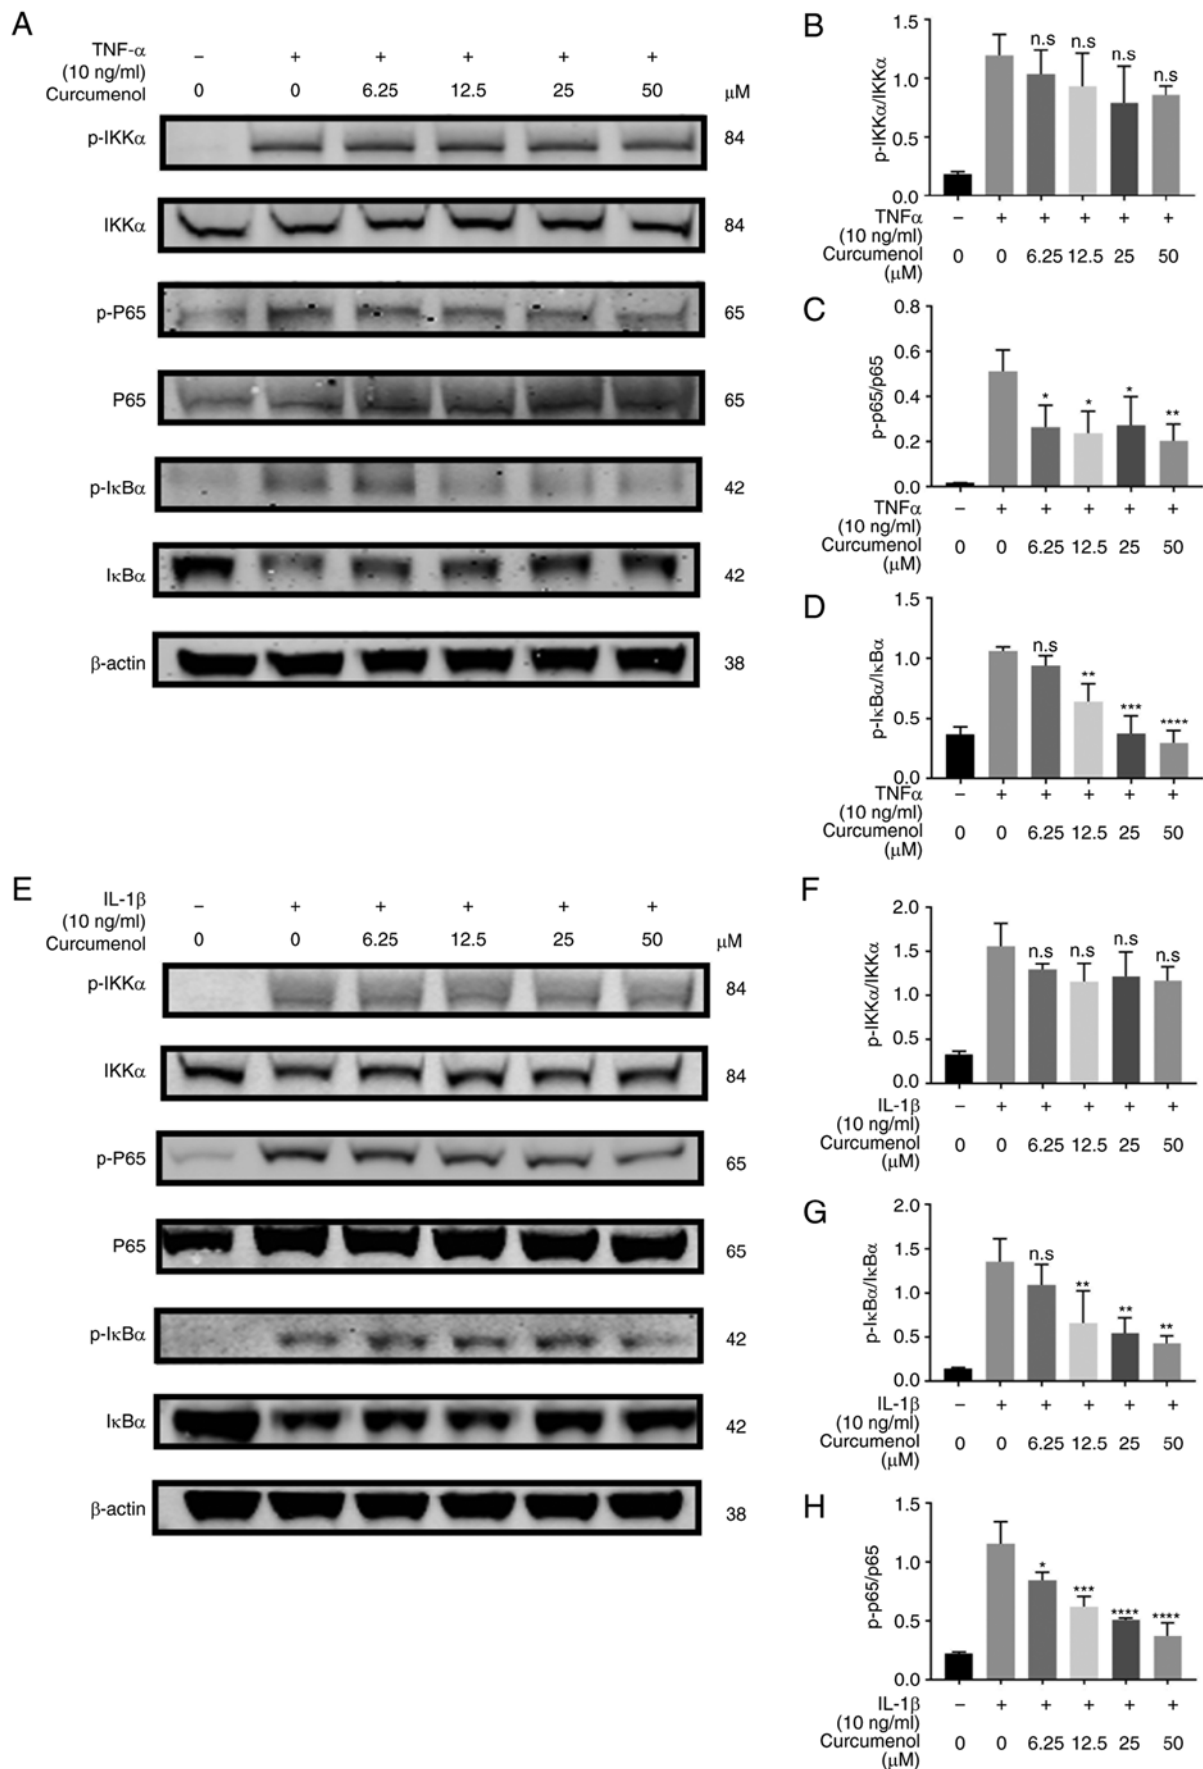 A
TNF-α − + + + + +
(10 ng/ml)
Curcumenol 0 0 6.25 12.5 25 50 μM
p-IKKα 84
IKKα 84
p-P65 65
P65 65
p-IκBα 42
IκBα 42
β-actin 38
B
1.5
1.0
0.5
0.0
p-IKKα/IKKα
n.s n.s n.s n.s
TNFα − + + + + +
(10 ng/ml)
Curcumenol 0 0 6.25 12.5 25 50
(μM)
C
0.8
0.6
0.4
0.2
0.0
p-p65/p65
* * * **
TNFα − + + + + +
(10 ng/ml)
Curcumenol 0 0 6.25 12.5 25 50
(μM)
D
1.5
1.0
0.5
0.0
p-IκBα/IκBα
n.s ** *** ****
TNFα − + + + + +
(10 ng/ml)
Curcumenol 0 0 6.25 12.5 25 50
(μM)
E
IL-1β − + + + + +
(10 ng/ml)
Curcumenol 0 0 6.25 12.5 25 50 μM
p-IKKα 84
IKKα 84
p-P65 65
P65 65
p-IκBα 42
IκBα 42
β-actin 38
F
2.0
1.5
1.0
0.5
0.0
p-IKKα/IKKα
n.s n.s n.s n.s
IL-1β − + + + + +
(10 ng/ml)
Curcumenol 0 0 6.25 12.5 25 50
(μM)
G
2.0
1.5
1.0
0.5
0.0
p-IκBα/IκBα
n.s ** ** **
IL-1β − + + + + +
(10 ng/ml)
Curcumenol 0 0 6.25 12.5 25 50
(μM)
H
1.5
1.0
0.5
0.0
p-p65/p65
* *** **** ****
IL-1β − + + + + +
(10 ng/ml)
Curcumenol 0 0 6.25 12.5 25 50
(μM)